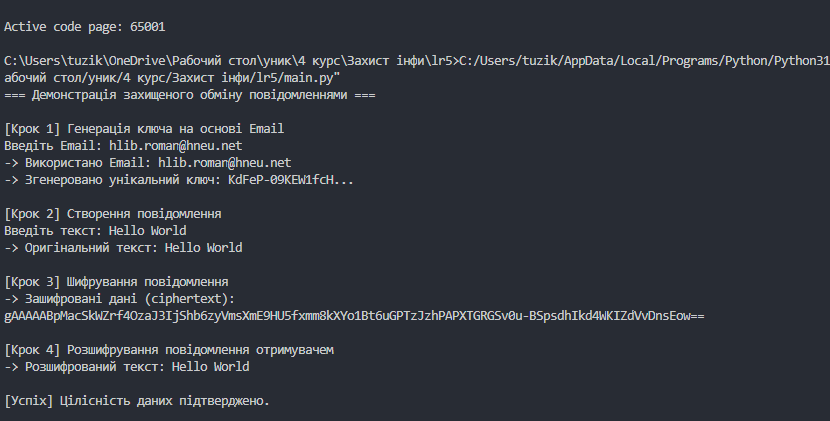 Active code page: 65001
C:\Users\tuzik\OneDrive\Рабочий стол\уник\4 курс\Захист інфи\lr5>C:/Users/tuzik/AppData/Local/Programs/Python/Python31
абочий стол/уник/4 курс/Захист інфи/lr5/main.py"
=== Демонстрація захищеного обміну повідомленнями ===
[Крок 1] Генерація ключа на основі Email
Введіть Email: hlib.roman@hneu.net
-> Використано Email: hlib.roman@hneu.net
-> Згенеровано унікальний ключ: KdFeP-09KEW1fcH...
[Крок 2] Створення повідомлення
Введіть текст: Hello World
-> Оригінальний текст: Hello World
[Крок 3] Шифрування повідомлення
-> Зашифровані дані (ciphertext):
gAAAAABpMacSkWZrf4OzaJ3IjShb6zyVmsXmE9HU5fxmm8kXYo1Bt6uGPTzJzhPAPXTGRGSv0u-BSpsdhIkd4WKIZdVvDnsEow==
[Крок 4] Розшифрування повідомлення отримувачем
-> Розшифрований текст: Hello World
[Успіх] Цілісність даних підтверджено.